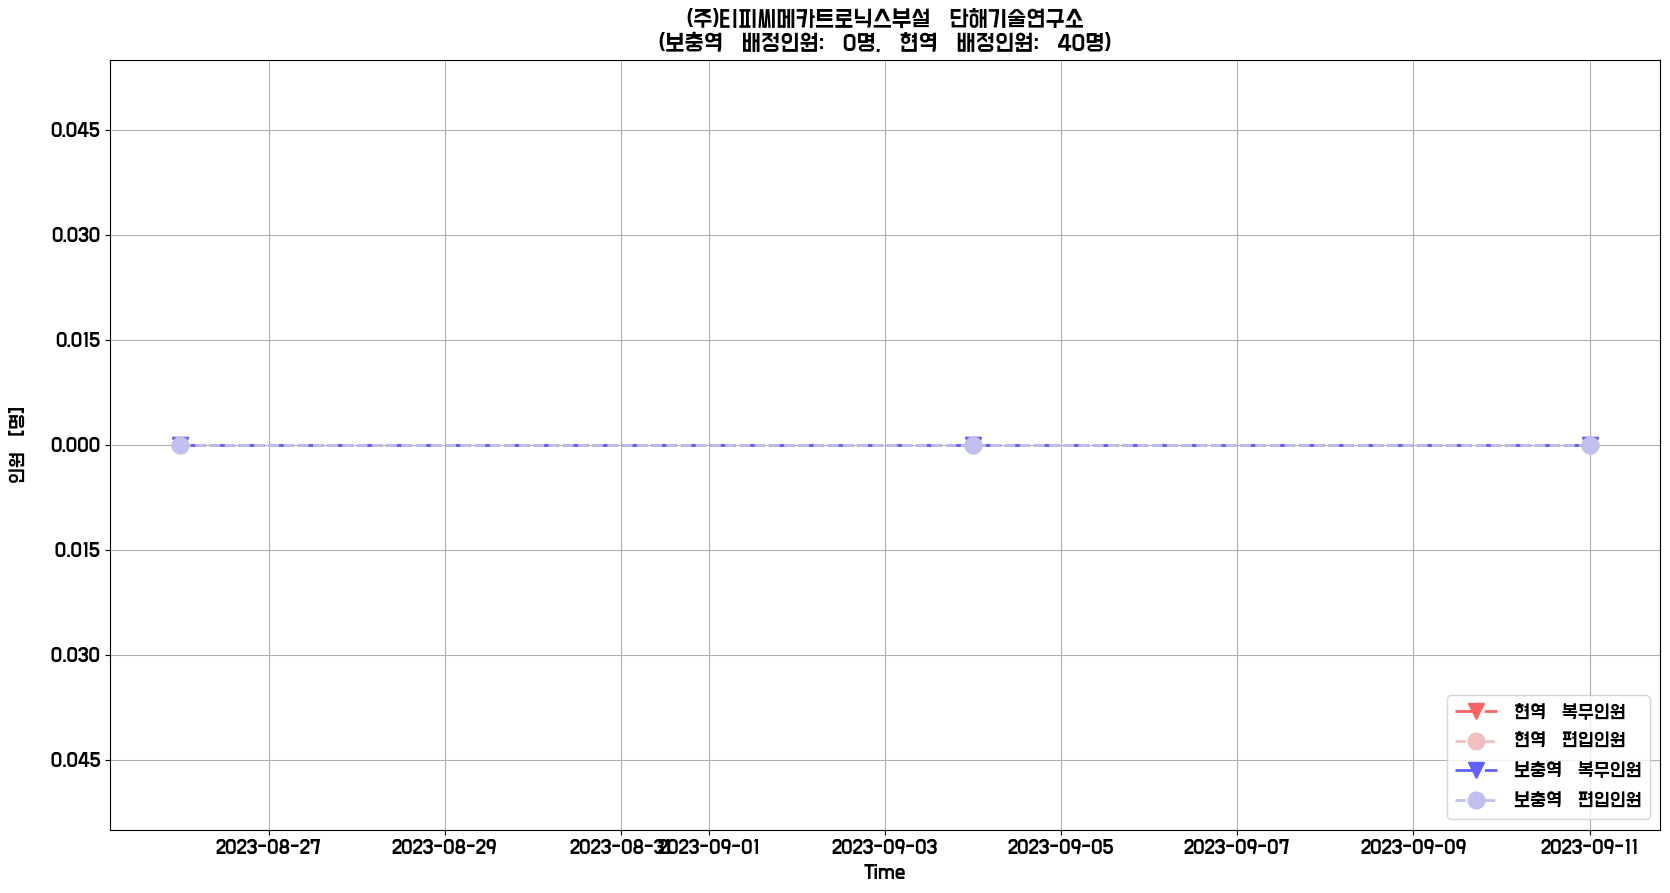 (주)티피씨메카트로닉스부설 단해기술연구소
(보충역 배정인원: 0명, 현역 배정인원: 40명)
0.045
0.030
0.015
0.000
0.015
0.030
0.045
인원 [명]
현역 복무인원
현역 편입인원
보충역 복무인원
보충역 편입인원
2023-08-27 2023-08-29 2023-08-31 2023-09-01 2023-09-03 2023-09-05 2023-09-07 2023-09-09 2023-09-11
Time